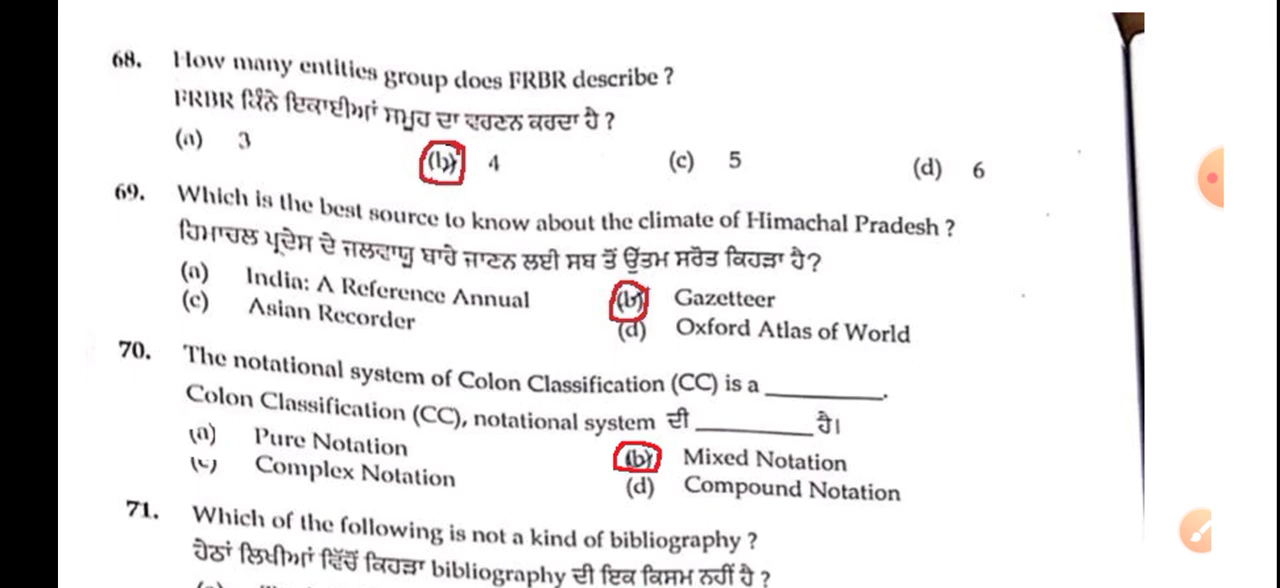 68. How many entities group does FRBR describe ?
FRBR ਕਿੰਨੇ ਇਕਾਈਆਂ ਸਮੂਹ ਦਾ ਵਰਣਨ ਕਰਦਾ ਹੈ ?
(a) 3 (b) 4 (c) 5 (d) 6
69. Which is the best source to know about the climate of Himachal Pradesh ?
ਹਿਮਾਚਲ ਪ੍ਰਦੇਸ ਦੇ ਜਲਵਾਯੂ ਬਾਰੇ ਜਾਣਨ ਲਈ ਸਬ ਤੋਂ ਉੱਤਮ ਸਰੋਤ ਕਿਹੜਾ ਹੈ?
(a) India: A Reference Annual (b) Gazetteer
(c) Asian Recorder (d) Oxford Atlas of World
70. The notational system of Colon Classification (CC) is a ________.
Colon Classification (CC), notational system ਦੀ ________ ਹੈ।
(a) Pure Notation (b) Mixed Notation
(c) Complex Notation (d) Compound Notation
71. Which of the following is not a kind of bibliography ?
ਹੇਠਾਂ ਲਿਖੀਆਂ ਵਿੱਚੋਂ ਕਿਹੜਾ bibliography ਦੀ ਇਕ ਕਿਸਮ ਨਹੀਂ ਹੈ ?